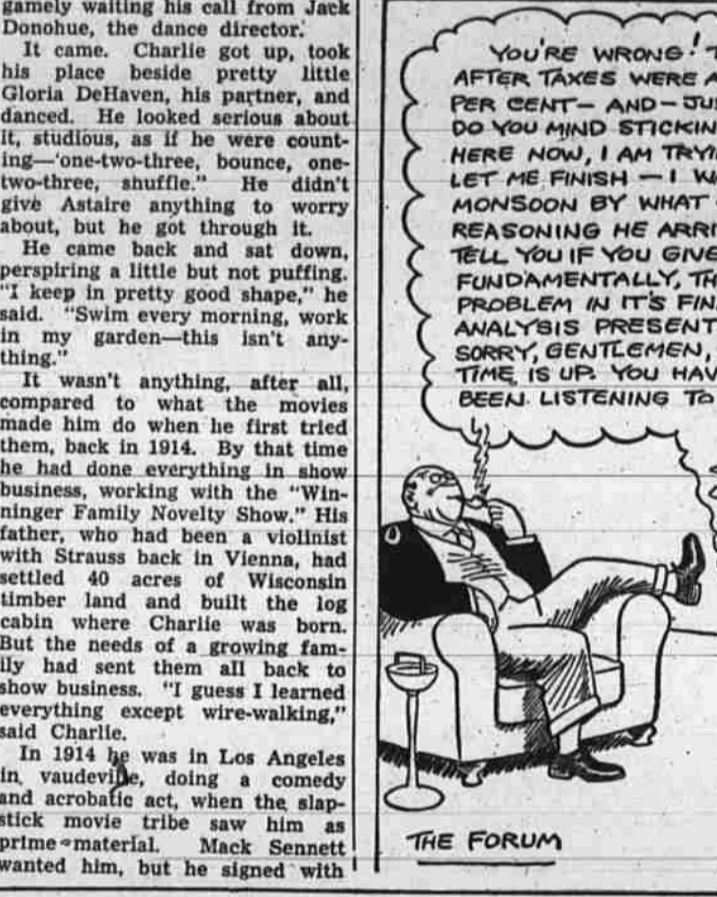 gamely waiting his call from Jack
Donohue, the dance director.
It came. Charlie got up, took
his place beside pretty little
Gloria DeHaven, his partner, and
danced. He looked serious about
it, studious, as if he were count-
ing—'one-two-three, bounce, one-
two-three, shuffle." He didn't
give Astaire anything to worry
about, but he got through it.
He came back and sat down,
perspiring a little but not puffing.
"I keep in pretty good shape," he
said. "Swim every morning, work
in my garden—this isn't any-
thing."
It wasn't anything, after all,
compared to what the movies
made him do when he first tried
them, back in 1914. By that time
he had done everything in show
business, working with the "Win-
ninger Family Novelty Show." His
father, who had been a violinist
with Strauss back in Vienna, had
settled 40 acres of Wisconsin
timber land and built the log
cabin where Charlie was born.
But the needs of a growing fam-
ily had sent them all back to
show business. "I guess I learned
everything except wire-walking,"
said Charlie.
In 1914 he was in Los Angeles
in vaudeville, doing a comedy
and acrobatic act, when the slap-
stick movie tribe saw him as
prime material. Mack Sennett
wanted him, but he signed with
YOU'RE WRONG! T
AFTER TAXES WERE A
PER CENT— AND— JU
DO YOU MIND STICKIN
HERE NOW, I AM TRYI
LET ME FINISH — I W
MONSOON BY WHAT
REASONING HE ARRI
TELL YOU IF YOU GIVE
FUNDAMENTALLY, TH
PROBLEM IN IT'S FIN
ANALYSIS PRESENT
SORRY, GENTLEMEN,
TIME IS UP. YOU HAV
BEEN LISTENING TO
THE FORUM